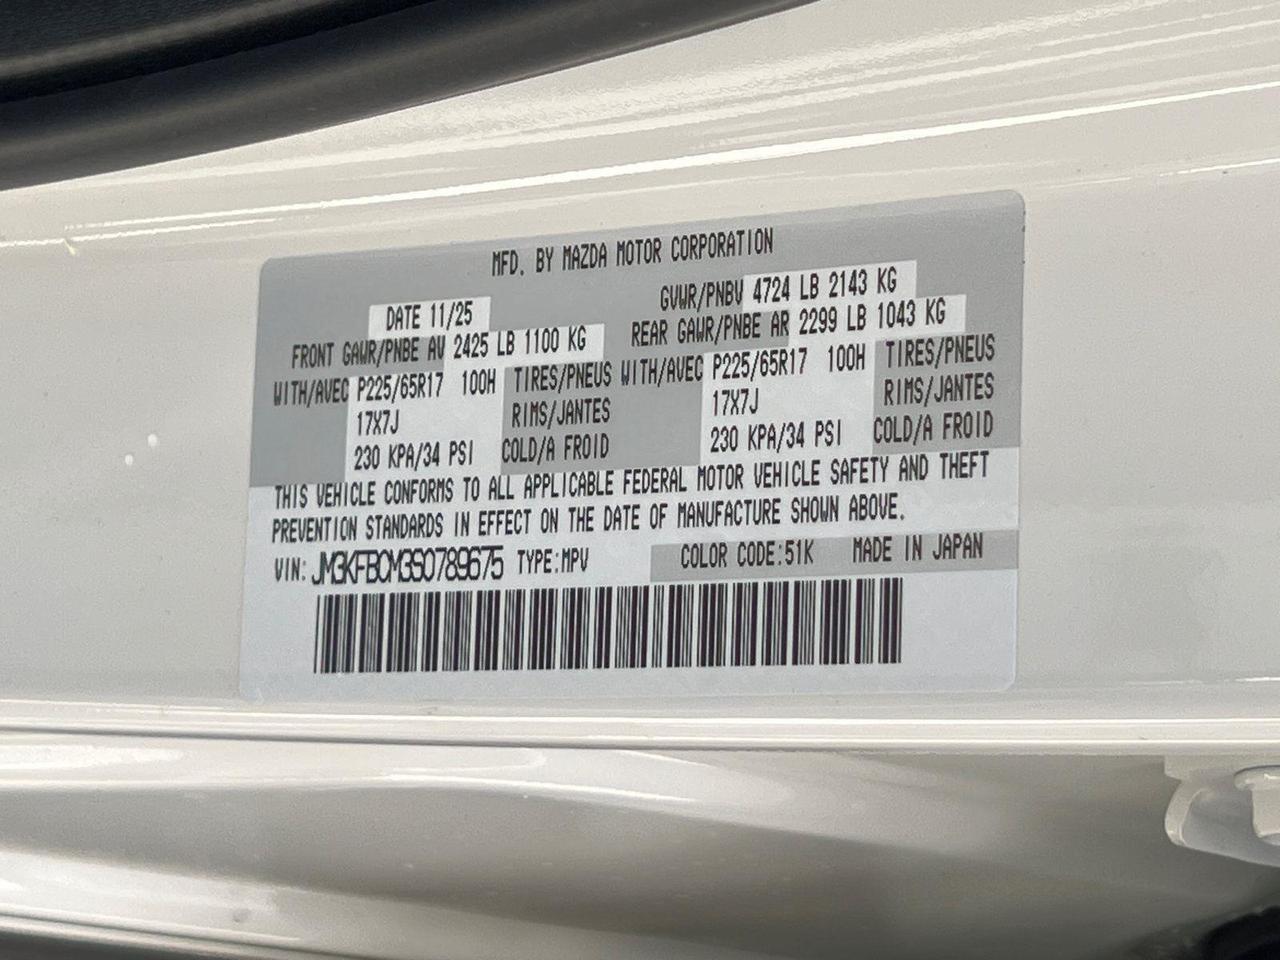 MFD. BY MAZDA MOTOR CORPORATION
DATE 11/25
GVWR/PNBV 4724 LB 2143 KG
FRONT GAWR/PNBE AV 2425 LB 1100 KG
REAR GAWR/PNBE AR 2299 LB 1043 KG
WITH/AVEC P225/65R17 100H TIRES/PNEUS WITH/AVEC P225/65R17 100H TIRES/PNEUS
17X7J RIMS/JANTES 17X7J RIMS/JANTES
230 KPA/34 PSI COLD/A FROID 230 KPA/34 PSI COLD/A FROID
THIS VEHICLE CONFORMS TO ALL APPLICABLE FEDERAL MOTOR VEHICLE SAFETY AND THEFT
PREVENTION STANDARDS IN EFFECT ON THE DATE OF MANUFACTURE SHOWN ABOVE.
VIN: JM3KFBCM3S0789675 TYPE:MPV COLOR CODE:51K MADE IN JAPAN